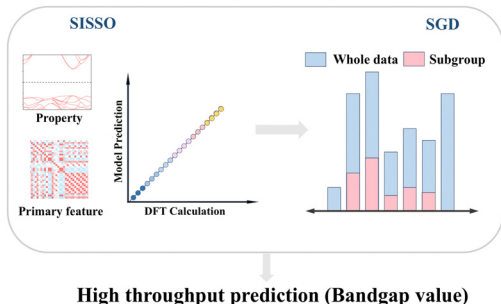 SISSO
SGD
Property
Primary feature
Model Prediction
DFT Calculation
Whole data
Subgroup
High throughput prediction (Bandgap value)